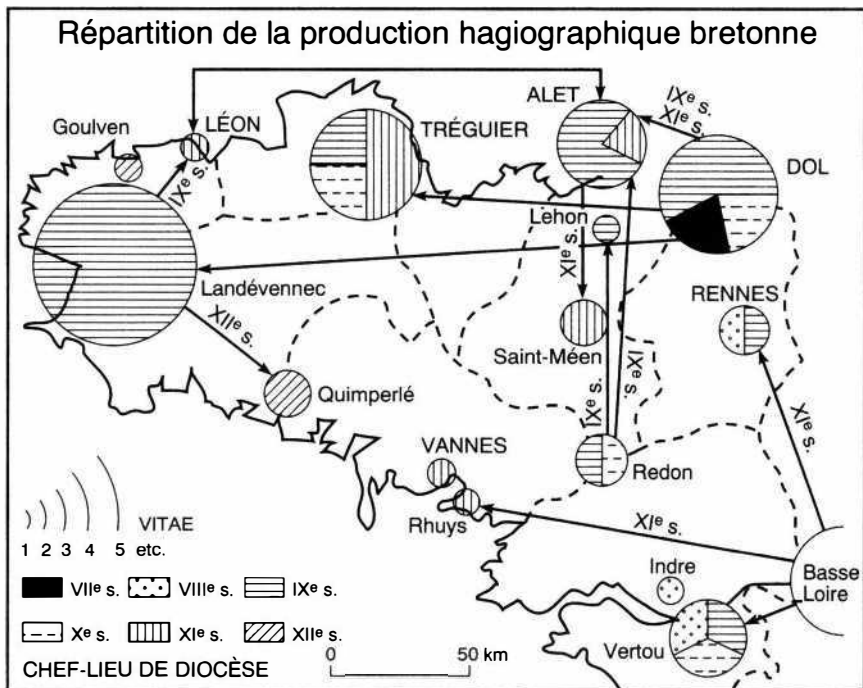 Répartition de la production hagiographique bretonne
ALET
IXe s.
XIe s.
Goulven
LÉON
TRÉGUIER
DOL
IXe s.
Lehon
XIe s.
Landévennec
RENNES
XIIe s.
Saint-Méen
IXe s.
IXe s.
Quimperlé
XIe s.
VANNES
Redon
Rhuys
XIe s.
VITAE
1 2 3 4 5 etc.
Indre
Basse
Loire
VIIe s. VIIIe s. IXe s.
Xe s. XIe s. XIIe s.
Vertou
CHEF-LIEU DE DIOCÈSE
0 50 km